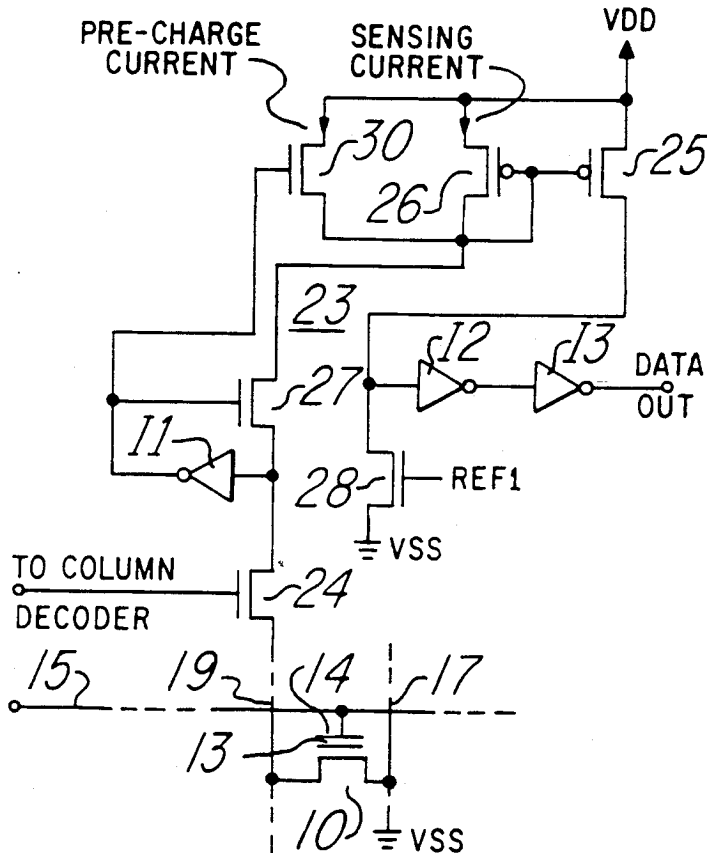 PRE-CHARGE
CURRENT
SENSING
CURRENT
VDD
30
26
25
23
27
I1
I2
I3
DATA
OUT
28
REF1
VSS
TO COLUMN
DECODER
24
15
19
14
17
13
10
VSS